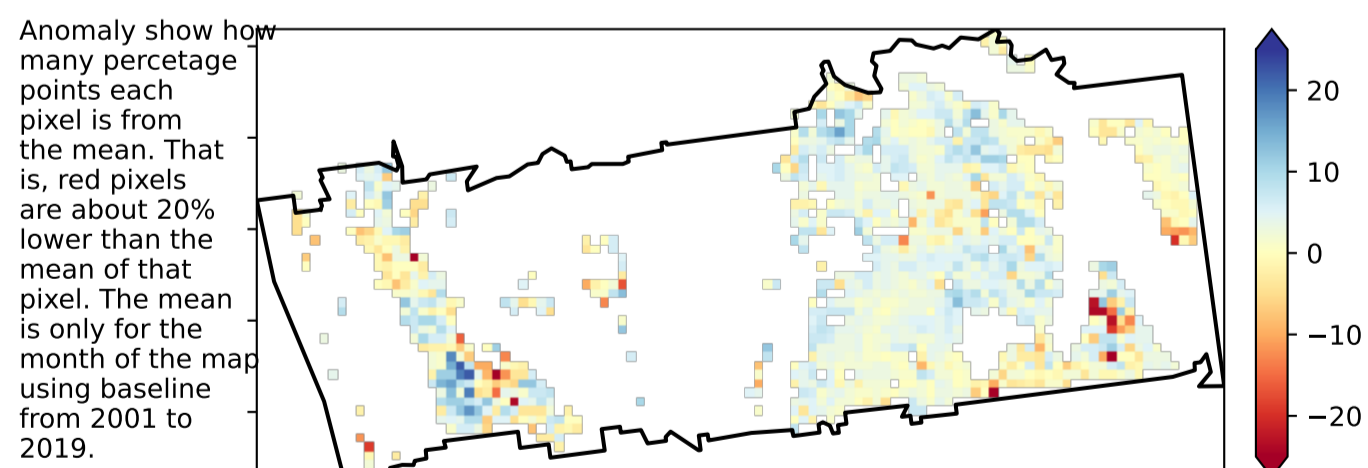 Anomaly show how
many percetage
points each
pixel is from
the mean. That
is, red pixels
are about 20%
lower than the
mean of that
pixel. The mean
is only for the
month of the map
using baseline
from 2001 to
2019.
20
10
0
−10
−20